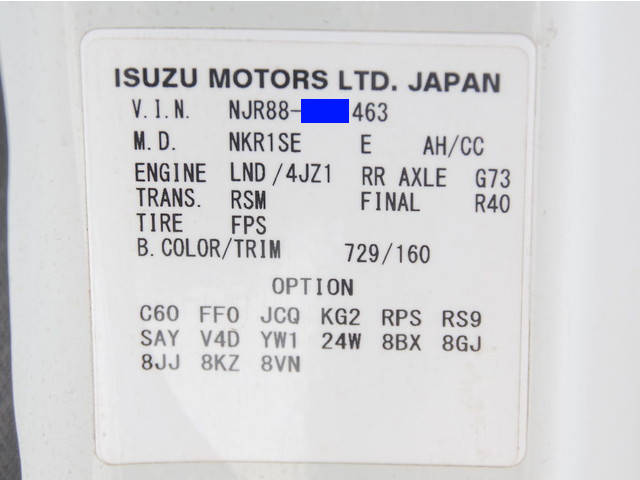 ISUZU MOTORS LTD. JAPAN
V.I.N. NJR88- 463
M.D. NKR1SE E AH/CC
ENGINE LND/4JZ1 RR AXLE G73
TRANS. RSM FINAL R40
TIRE FPS
B.COLOR/TRIM 729/160
OPTION
C60 FF0 JCQ KG2 RPS RS9
SAY V4D YW1 24W 8BX 8GJ
8JJ 8KZ 8VN